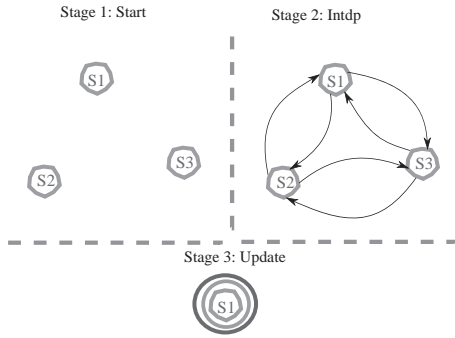 Stage 1: Start
Stage 2: Intdp
S1
S1
S3
S3
S2
S2
Stage 3: Update
S1